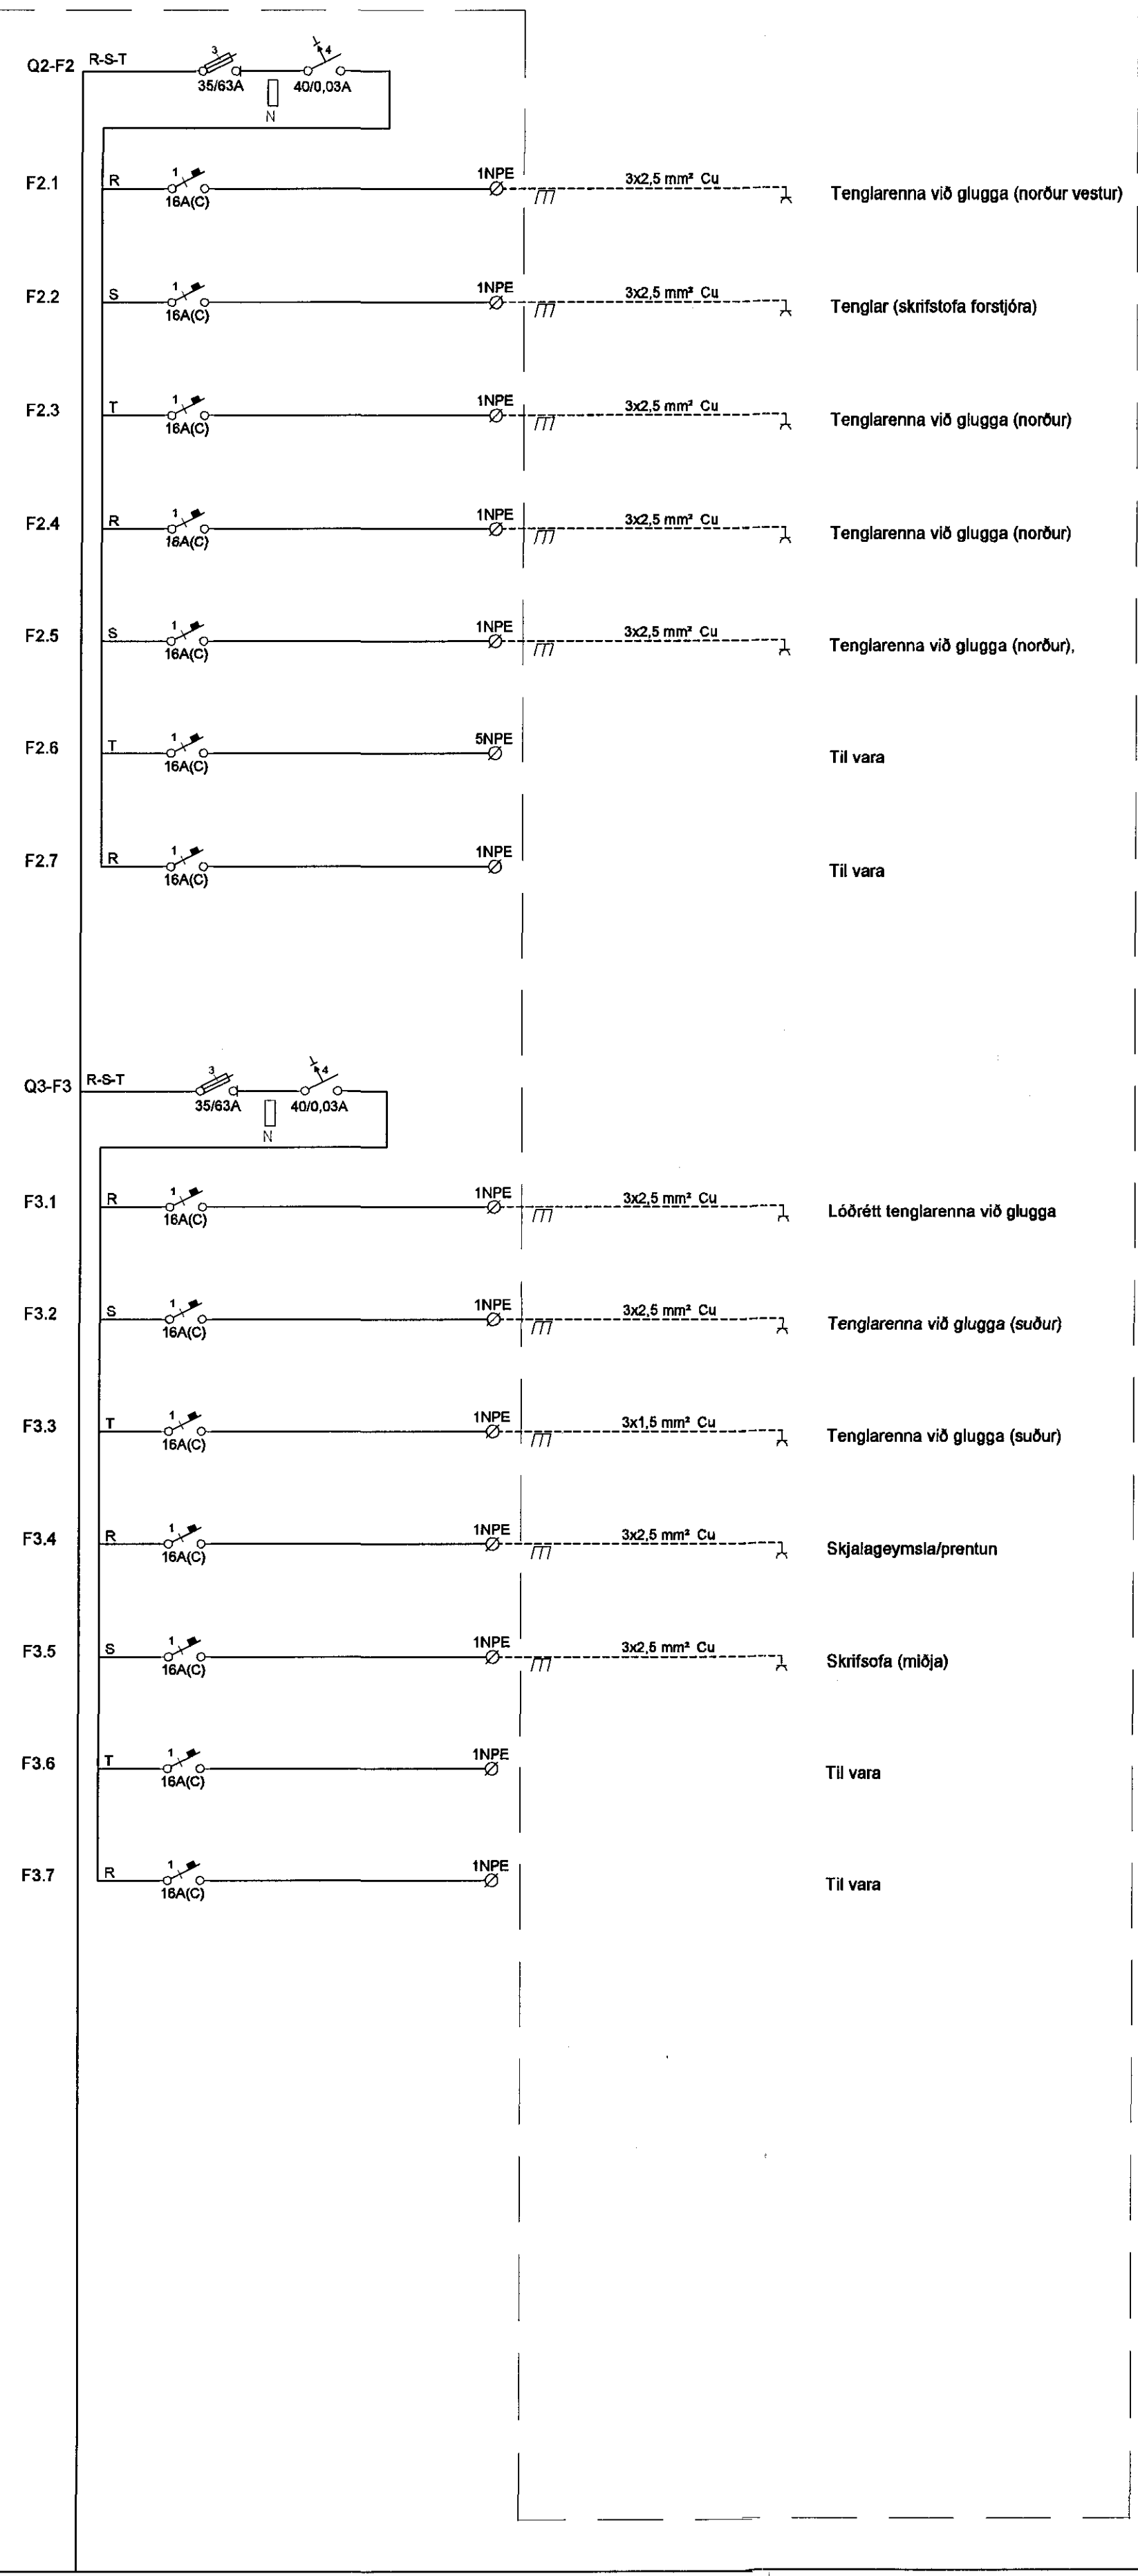 Q2-F2 R-S-T 3 4
35/63A 40/0,03A
N
F2.1 R 1 16A(C) 1NPE 3x2,5 mm² Cu Tenglarenna við glugga (norður vestur)
F2.2 S 1 16A(C) 1NPE 3x2,5 mm² Cu Tenglar (skrifstofa forstjóra)
F2.3 T 1 16A(C) 1NPE 3x2,5 mm² Cu Tenglarenna við glugga (norður)
F2.4 R 1 16A(C) 1NPE 3x2,5 mm² Cu Tenglarenna við glugga (norður)
F2.5 S 1 16A(C) 1NPE 3x2,5 mm² Cu Tenglarenna við glugga (norður),
F2.6 T 1 16A(C) 5NPE Til vara
F2.7 R 1 16A(C) 1NPE Til vara
Q3-F3 R-S-T 3 4
35/63A 40/0,03A
N
F3.1 R 1 16A(C) 1NPE 3x2,5 mm² Cu Lóðrétt tenglarenna við glugga
F3.2 S 1 16A(C) 1NPE 3x2,5 mm² Cu Tenglarenna við glugga (suður)
F3.3 T 1 16A(C) 1NPE 3x1,5 mm² Cu Tenglarenna við glugga (suður)
F3.4 R 1 16A(C) 1NPE 3x2,5 mm² Cu Skjalageymsla/prentun
F3.5 S 1 16A(C) 1NPE 3x2,5 mm² Cu Skrifsofa (miðja)
F3.6 T 1 16A(C) 1NPE Til vara
F3.7 R 1 16A(C) 1NPE Til vara